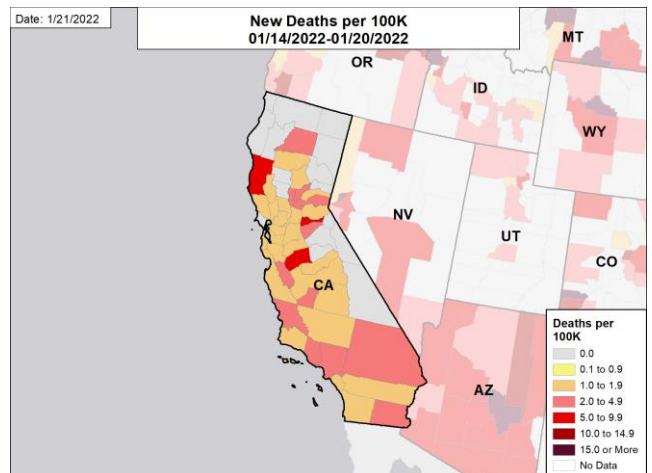 Date: 1/21/2022
New Deaths per 100K
01/14/2022-01/20/2022
MT
OR
ID
WY
NV
UT
CO
CA
AZ
Deaths per
100K
0.0
0.1 to 0.9
1.0 to 1.9
2.0 to 4.9
5.0 to 9.9
10.0 to 14.9
15.0 or More
No Data